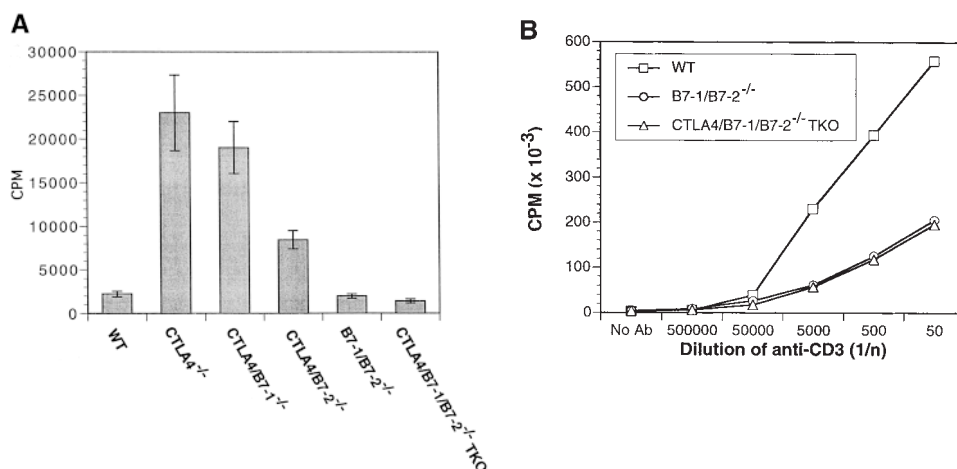 A
30000
25000
20000
15000
10000
5000
0
CPM
WT
CTLA4-/-
CTLA4/B7-1-/-
CTLA4/B7-2-/-
B7-1/B7-2-/-
CTLA4/B7-1/B7-2-/- TKO
B
600
500
400
300
200
100
0
CPM (x 10-3)
WT
B7-1/B7-2-/-
CTLA4/B7-1/B7-2-/- TKO
No Ab 500000 50000 5000 500 50
Dilution of anti-CD3 (1/n)